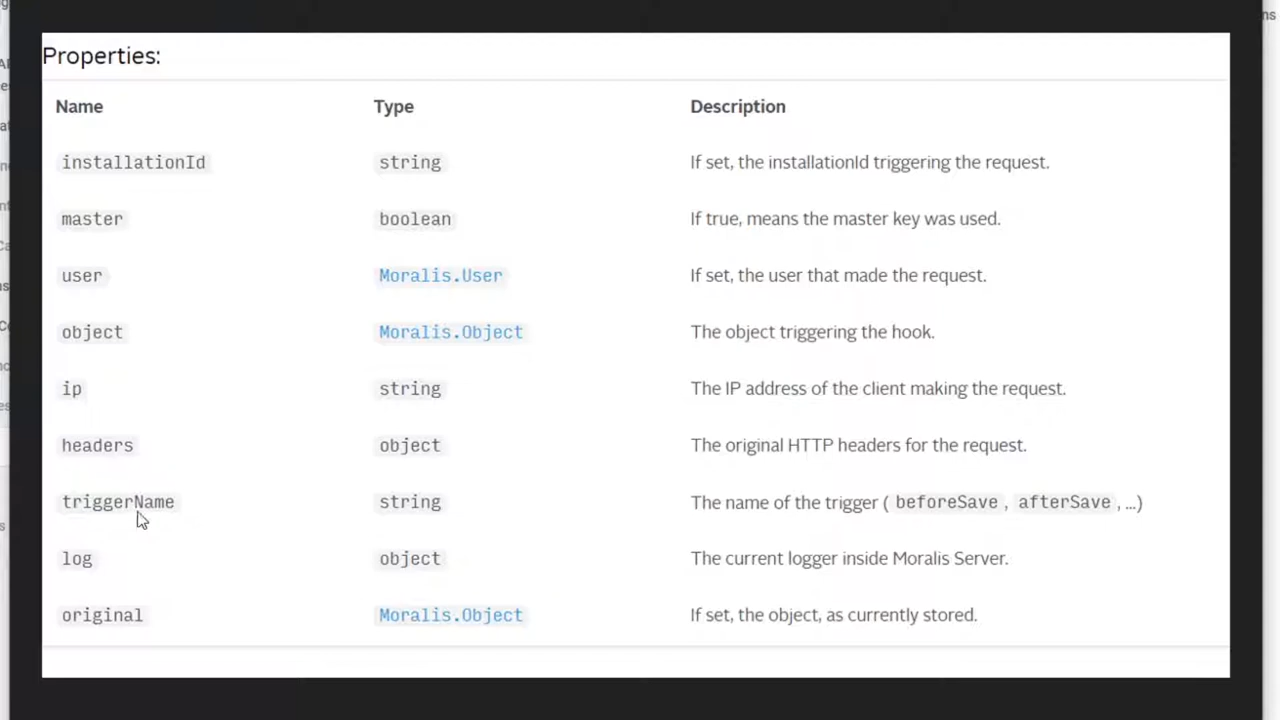 Properties:
Name Type Description
installationId string If set, the installationId triggering the request.
master boolean If true, means the master key was used.
user Moralis.User If set, the user that made the request.
object Moralis.Object The object triggering the hook.
ip string The IP address of the client making the request.
headers object The original HTTP headers for the request.
triggerName string The name of the trigger ( beforeSave , afterSave , ...)
log object The current logger inside Moralis Server.
original Moralis.Object If set, the object, as currently stored.